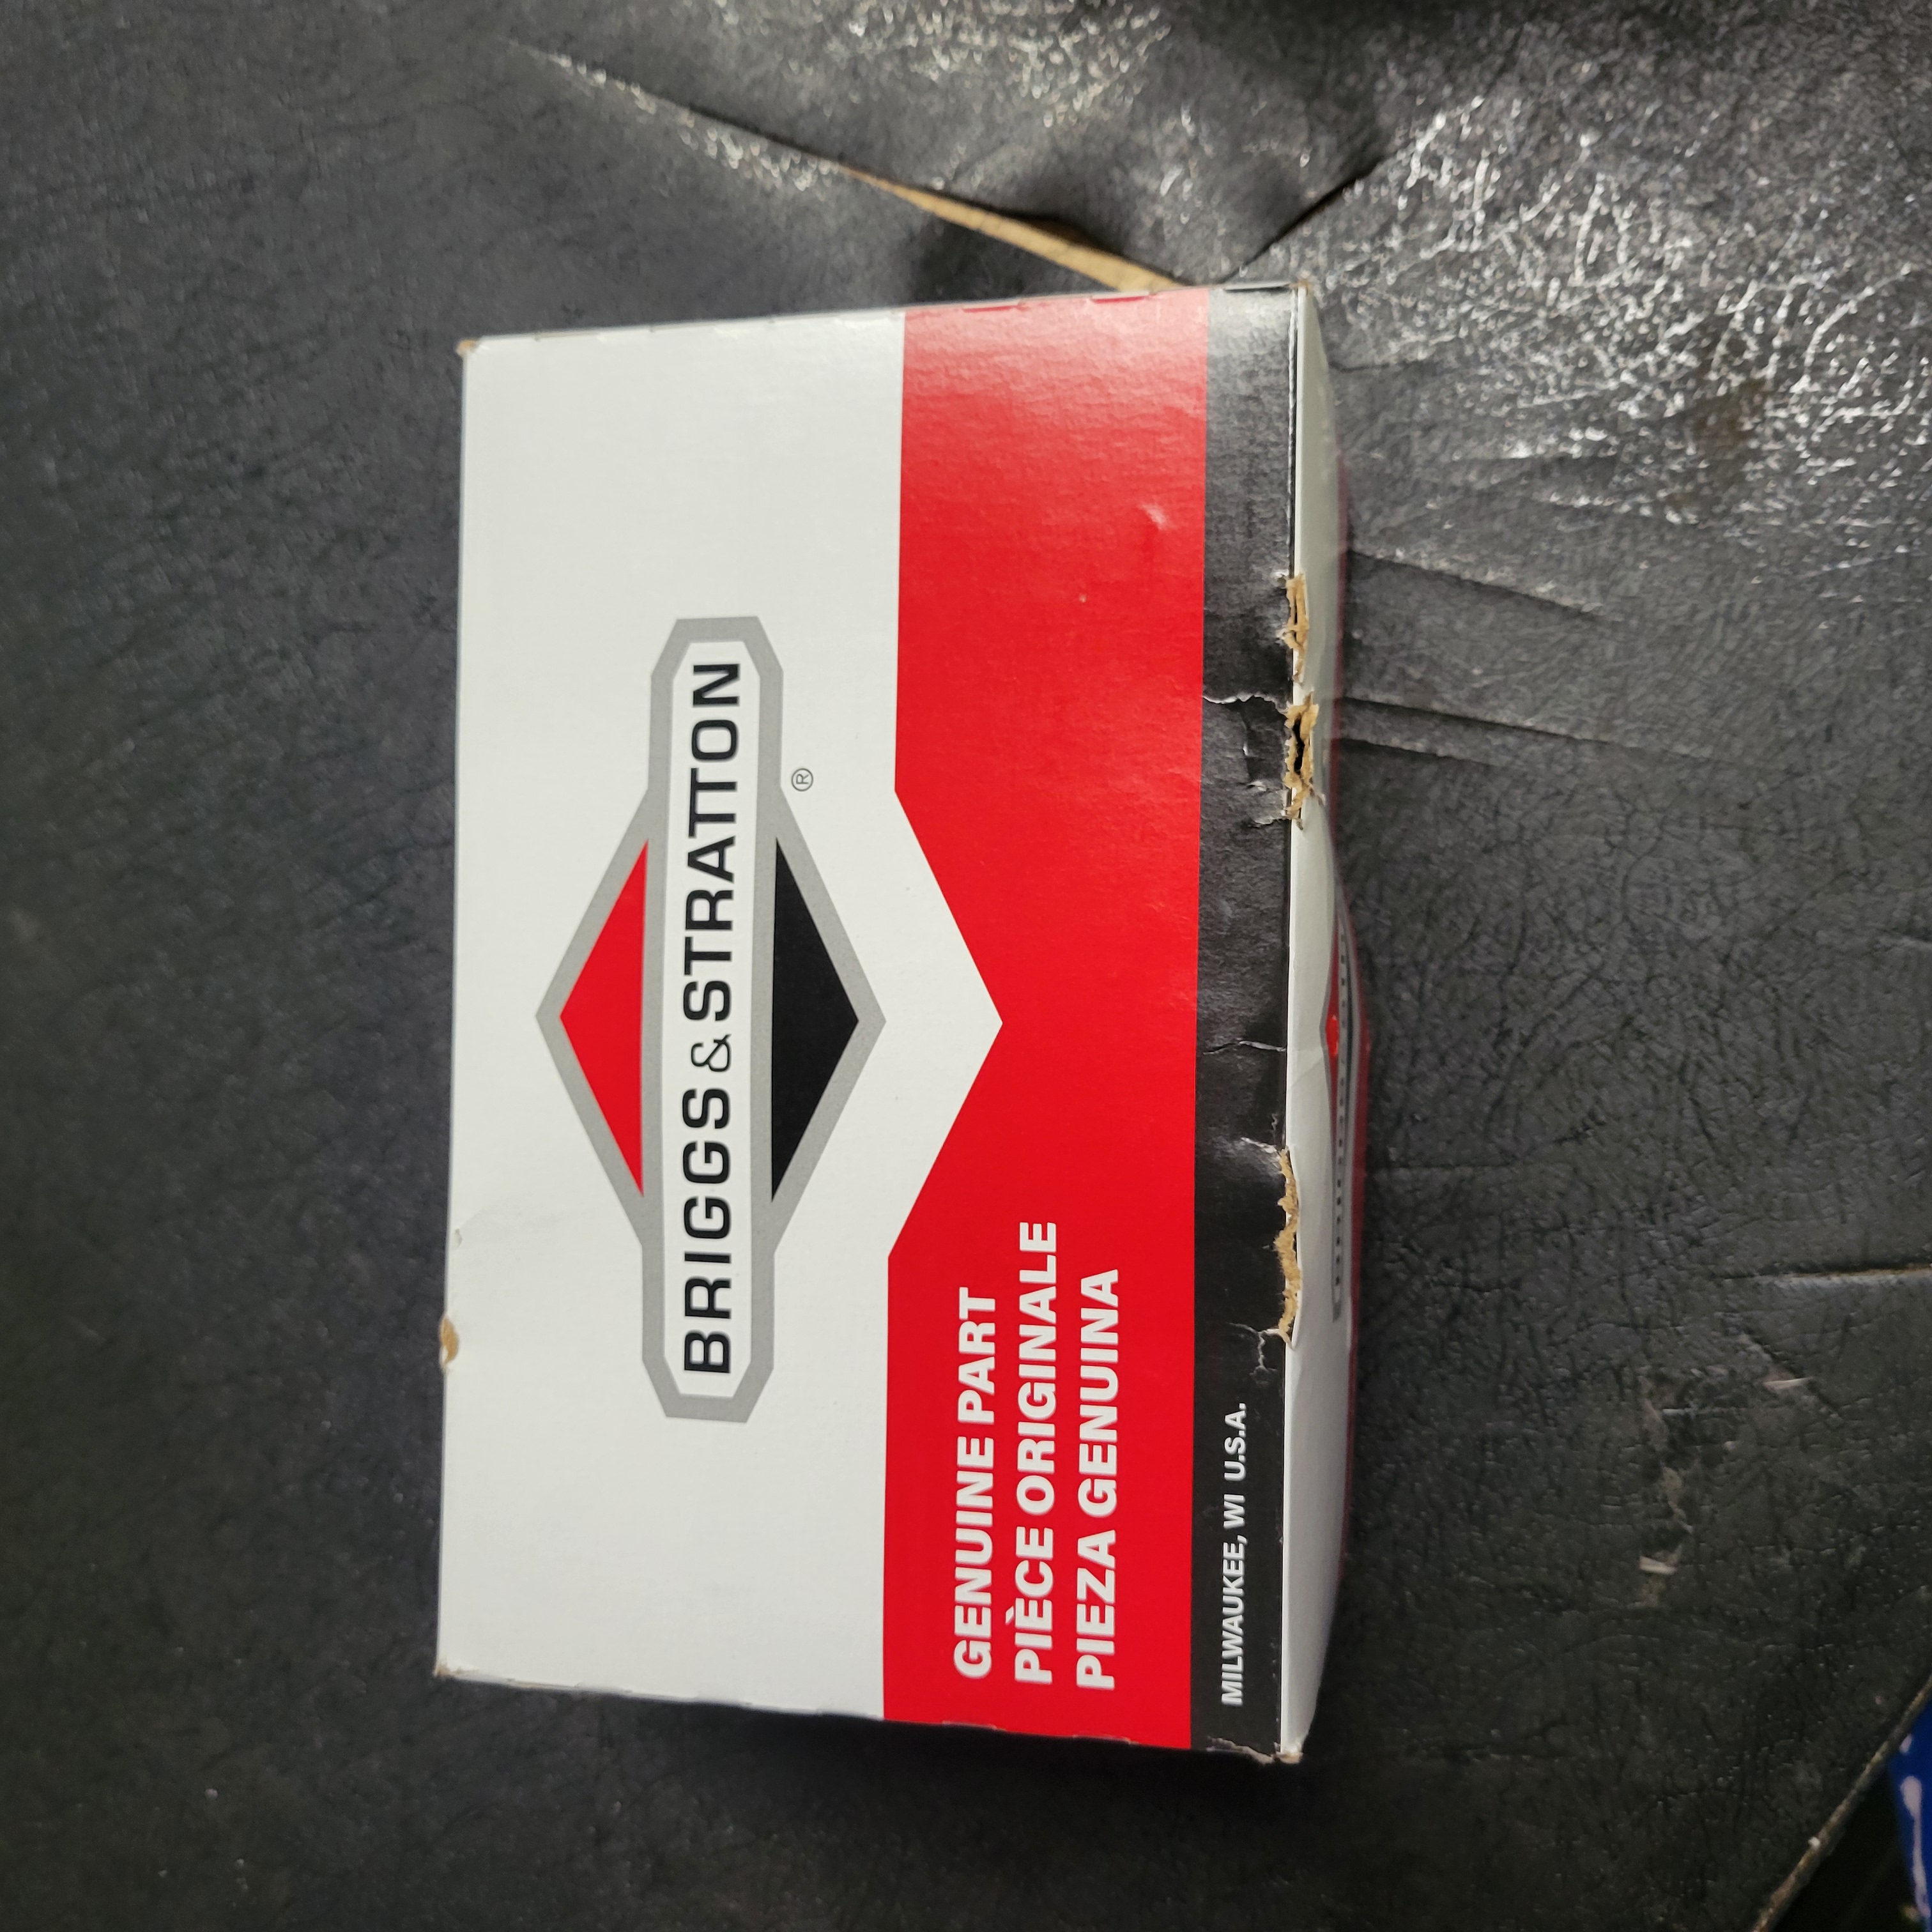 BRIGGS & STRATTON
®
GENUINE PART
PIÈCE ORIGINALE
PIEZA GENUINA
MILWAUKEE, WI U.S.A.